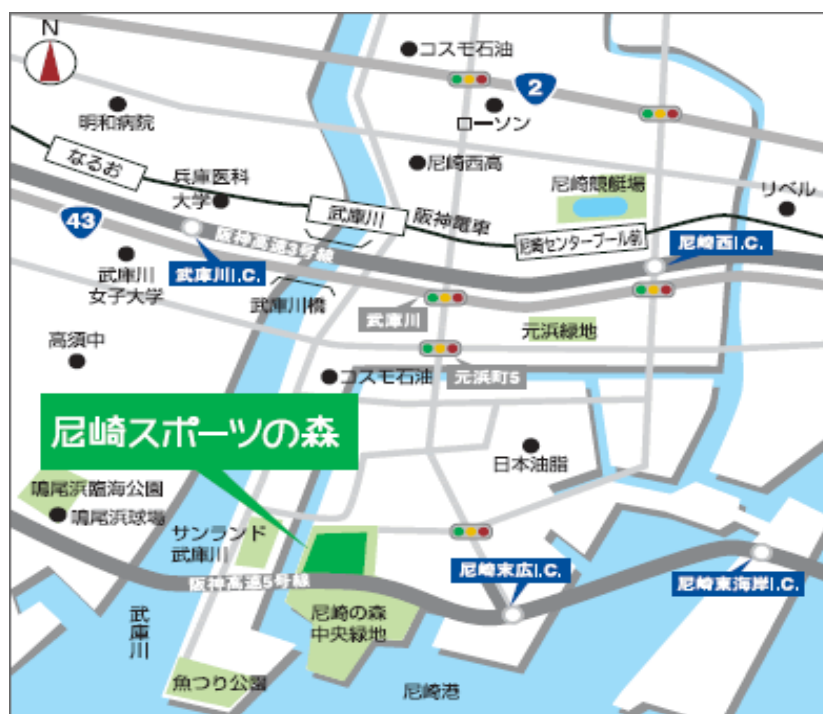 N
コスモ石油
2
明和病院
ローソン
なるお
兵庫医科
大学
尼崎西高
尼崎競艇場
リベル
武庫川
阪神電車
43
尼崎センタープール前
尼崎西I.C.
阪神高速3号線
武庫川
女子大学
武庫川I.C.
武庫川橋
武庫川
元浜緑地
高須中
コスモ石油
元浜町5
尼崎スポーツの森
日本油脂
鳴尾浜臨海公園
鳴尾浜球場
サンランド
武庫川
阪神高速5号線
尼崎末広I.C.
尼崎東海岸I.C.
武庫川
尼崎の森
中央緑地
魚つり公園
尼崎港